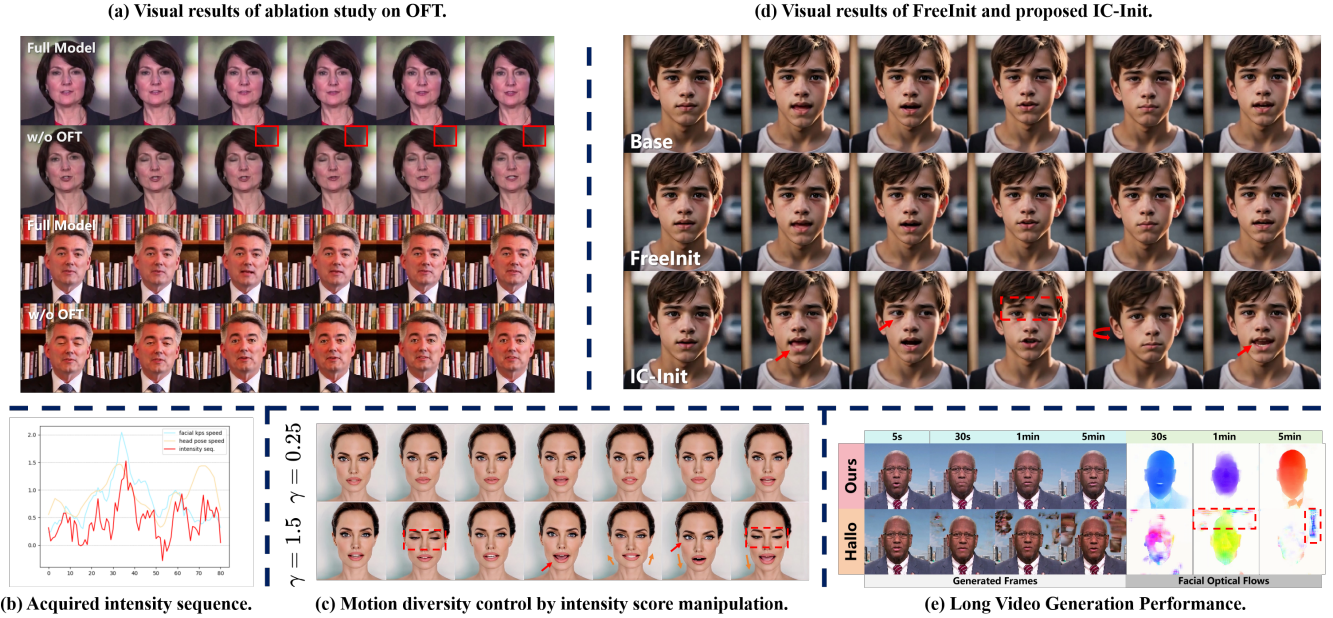 (a) Visual results of ablation study on OFT.
Full Model
w/o OFT
Full Model
w/o OFT
(d) Visual results of FreeInit and proposed IC-Init.
Base
FreeInit
IC-Init
2.0
1.5
1.0
0.5
0.0
0 10 20 30 40 50 60 70 80
facial kps speed
head pose speed
intensity seq.
(b) Acquired intensity sequence.
γ = 0.25
γ = 1.5
(c) Motion diversity control by intensity score manipulation.
5s 30s 1min 5min 30s 1min 5min
Ours
Hallo
Generated Frames Facial Optical Flows
(e) Long Video Generation Performance.